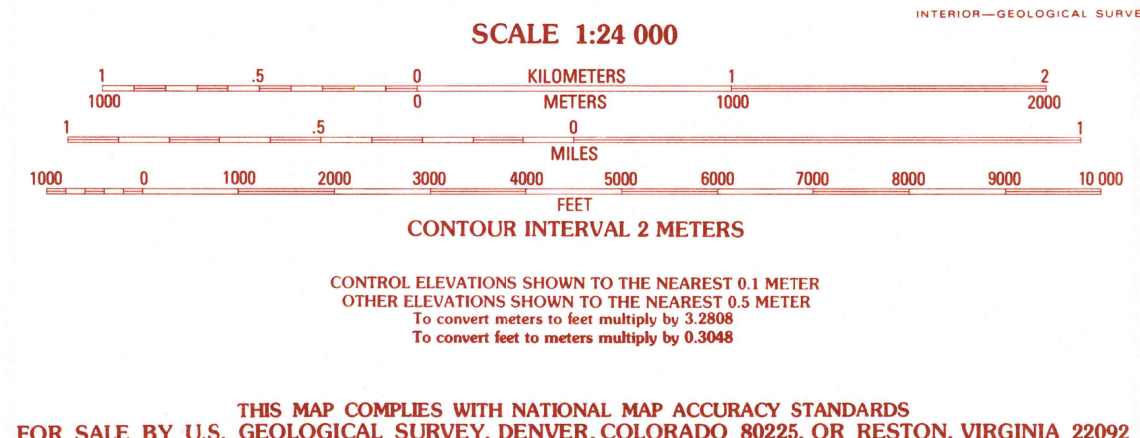 INTERIOR—GEOLOGICAL SURVE
SCALE 1:24 000
1 .5 0 KILOMETERS 1 2
1000 0 METERS 1000 2000
1 .5 0 1
MILES
1000 0 1000 2000 3000 4000 5000 6000 7000 8000 9000 10 000
FEET
CONTOUR INTERVAL 2 METERS
CONTROL ELEVATIONS SHOWN TO THE NEAREST 0.1 METER
OTHER ELEVATIONS SHOWN TO THE NEAREST 0.5 METER
To convert meters to feet multiply by 3.2808
To convert feet to meters multiply by 0.3048
THIS MAP COMPLIES WITH NATIONAL MAP ACCURACY STANDARDS
FOR SALE BY U.S. GEOLOGICAL SURVEY, DENVER, COLORADO 80225, OR RESTON, VIRGINIA 22092